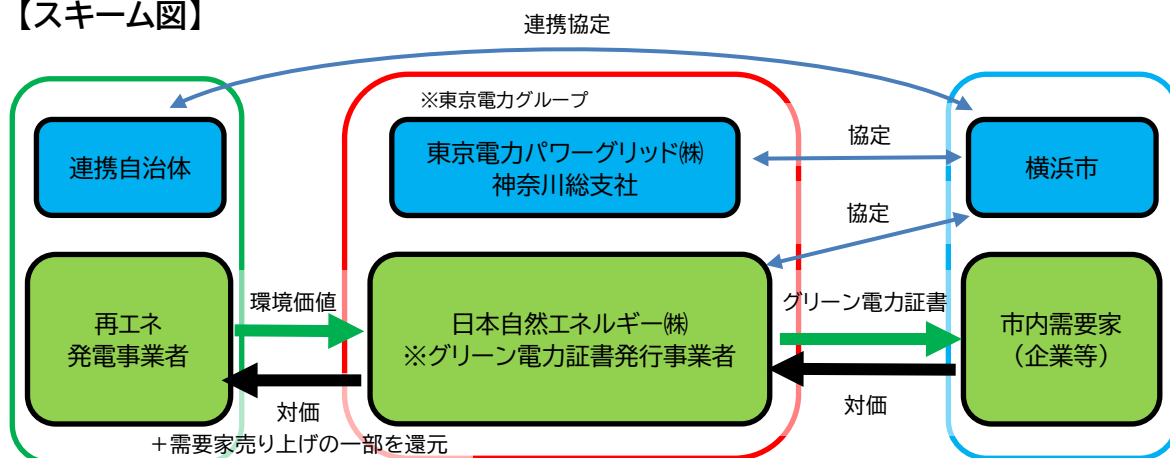 【スキーム図】
連携協定
※東京電力グループ
連携自治体
東京電力パワーグリッド㈱
神奈川総支社
協定
横浜市
協定
再エネ
発電事業者
環境価値
日本自然エネルギー㈱
※グリーン電力証書発行事業者
グリーン電力証書
市内需要家
（企業等）
対価
＋需要家売り上げの一部を還元
対価